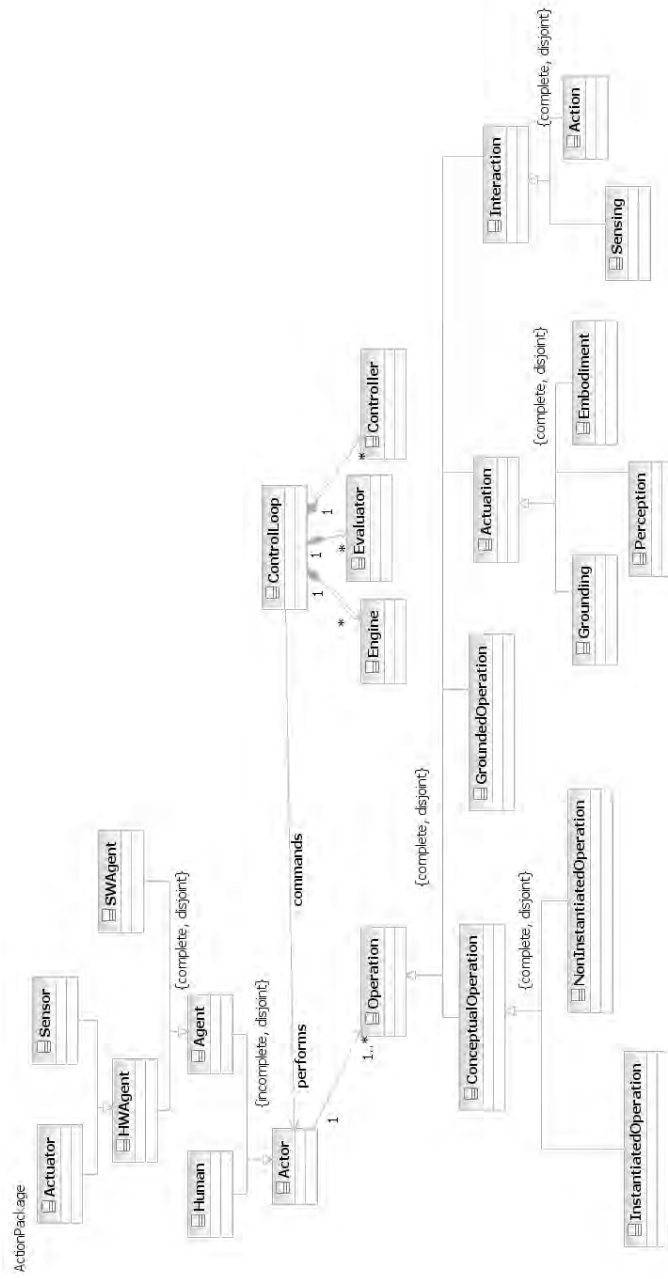 ActionPackage
Actuator
Sensor
HWAgent
SWAgent
{complete, disjoint}
Human
Agent
{incomplete, disjoint}
Actor
performs
commands
ControlLoop
1
1
1
*
*
*
Engine
Evaluator
Controller
1
1..*
Operation
{complete, disjoint}
ConceptualOperation
GroundedOperation
Actuation
Interaction
{complete, disjoint}
{complete, disjoint}
{complete, disjoint}
InstantiatedOperation
NonInstantiatedOperation
Grounding
Perception
Embodiment
Sensing
Action